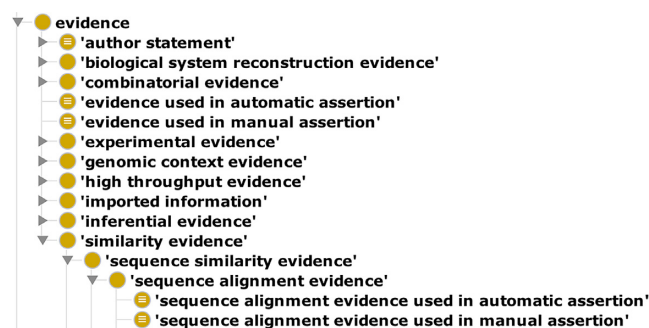 evidence
'author statement'
'biological system reconstruction evidence'
'combinatorial evidence'
'evidence used in automatic assertion'
'evidence used in manual assertion'
'experimental evidence'
'genomic context evidence'
'high throughput evidence'
'imported information'
'inferential evidence'
'similarity evidence'
'sequence similarity evidence'
'sequence alignment evidence'
'sequence alignment evidence used in automatic assertion'
'sequence alignment evidence used in manual assertion'